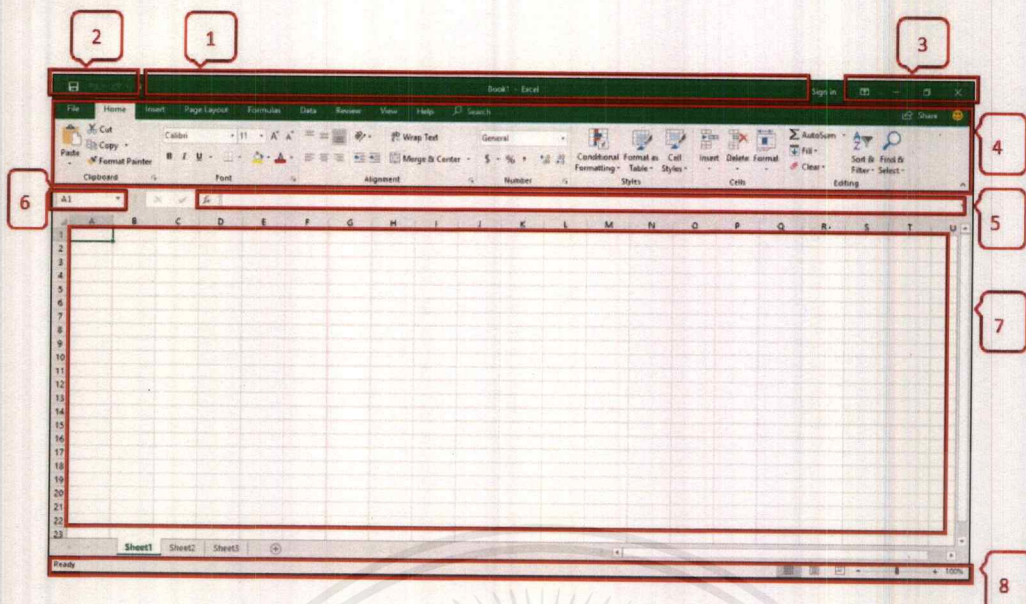 2 1 3
Book1 - Excel Sign in
File Home Insert Page Layout Formulas Data Review View Help Search Share
Cut Calibri 11 A A Wrap Text General AutoSum
Copy Fill
Paste Format Painter B I U Merge & Center $ % , Conditional Format as Cell Insert Delete Format Clear Sort & Find &
Formatting Table Styles Filter Select
Clipboard Font Alignment Number Styles Cells Editing
4
6 A1 fx 5
A B C D E F G H I J K L M N O P Q R S T U
1
2
3
4
5
6
7
7
8
9
10
11
12
13
14
15
16
17
18
19
20
21
22
23
Sheet1 Sheet2 Sheet3
Ready 100%
8